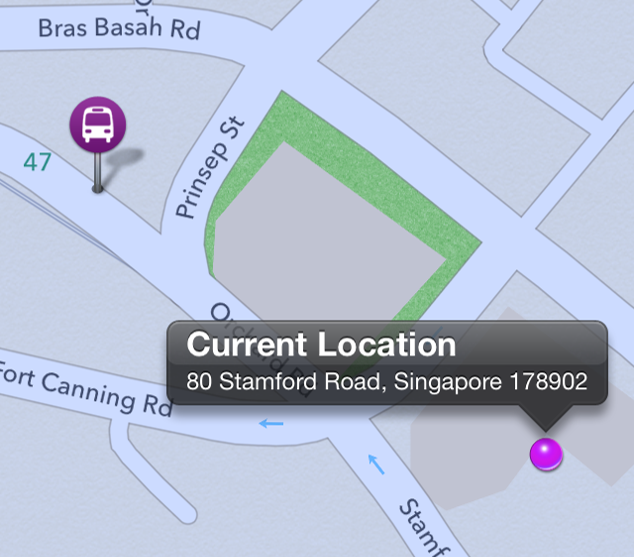 Dr
Bras Basah Rd
Prinsep St
47
Orchard Rd
Current Location
80 Stamford Road, Singapore 178902
Fort Canning Rd
Stamf